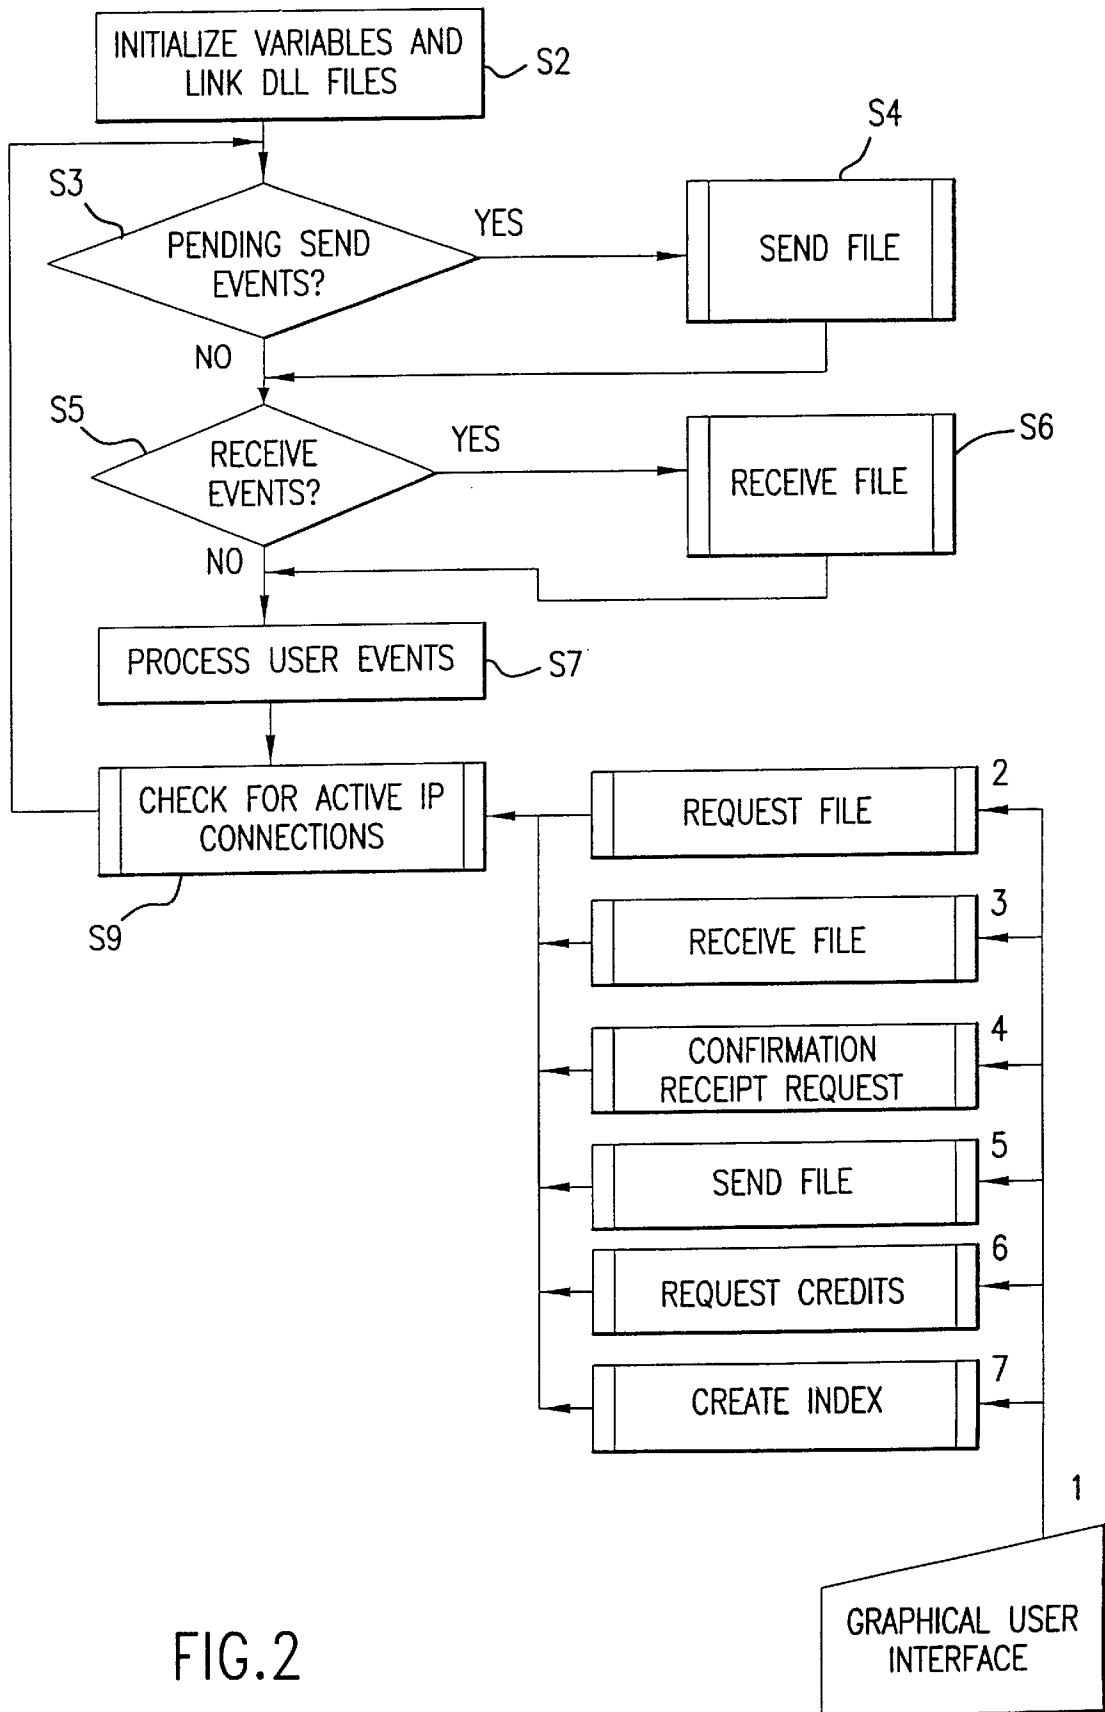 INITIALIZE VARIABLES AND
LINK DLL FILES
S2
S4
S3
PENDING SEND
EVENTS?
YES
SEND FILE
NO
S5
RECEIVE
EVENTS?
YES
S6
RECEIVE FILE
NO
PROCESS USER EVENTS
S7
CHECK FOR ACTIVE IP
CONNECTIONS
S9
2
REQUEST FILE
3
RECEIVE FILE
4
CONFIRMATION
RECEIPT REQUEST
5
SEND FILE
6
REQUEST CREDITS
7
CREATE INDEX
1
GRAPHICAL USER
INTERFACE
FIG.2